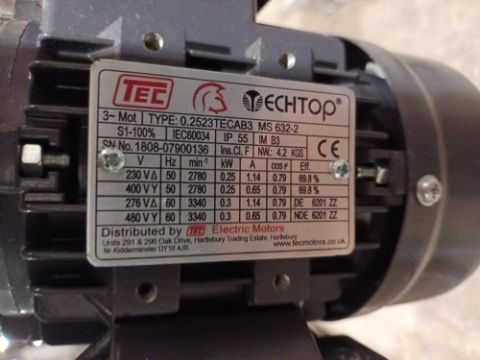 TEC TECHTOP®
3~ Mot TYPE: 0.2523TECAB3 MS 632-2
S1-100% IEC60034 IP 55 IM B3
SN No. 1808-07900136 Ins.Cl. F NW.: 4,2 KGS
V Hz min⁻¹ kW A cosø Eff.
230 V Δ 50 2780 0.25 1.14 0.79 69.8 %
400 V Y 50 2780 0.25 0.65 0.79 69.8 %
276 V Δ 60 3340 0.3 1.14 0.79 DE 6201 ZZ
480 V Y 60 3340 0.3 0.65 0.79 NDE 6201 ZZ
Distributed by TEC Electric Motors
Units 291 & 296 Oak Drive, Hartlebury Trading Estate, Hartlebury
Nr Kidderminster DY10 4JB. www.tecmotors.co.uk